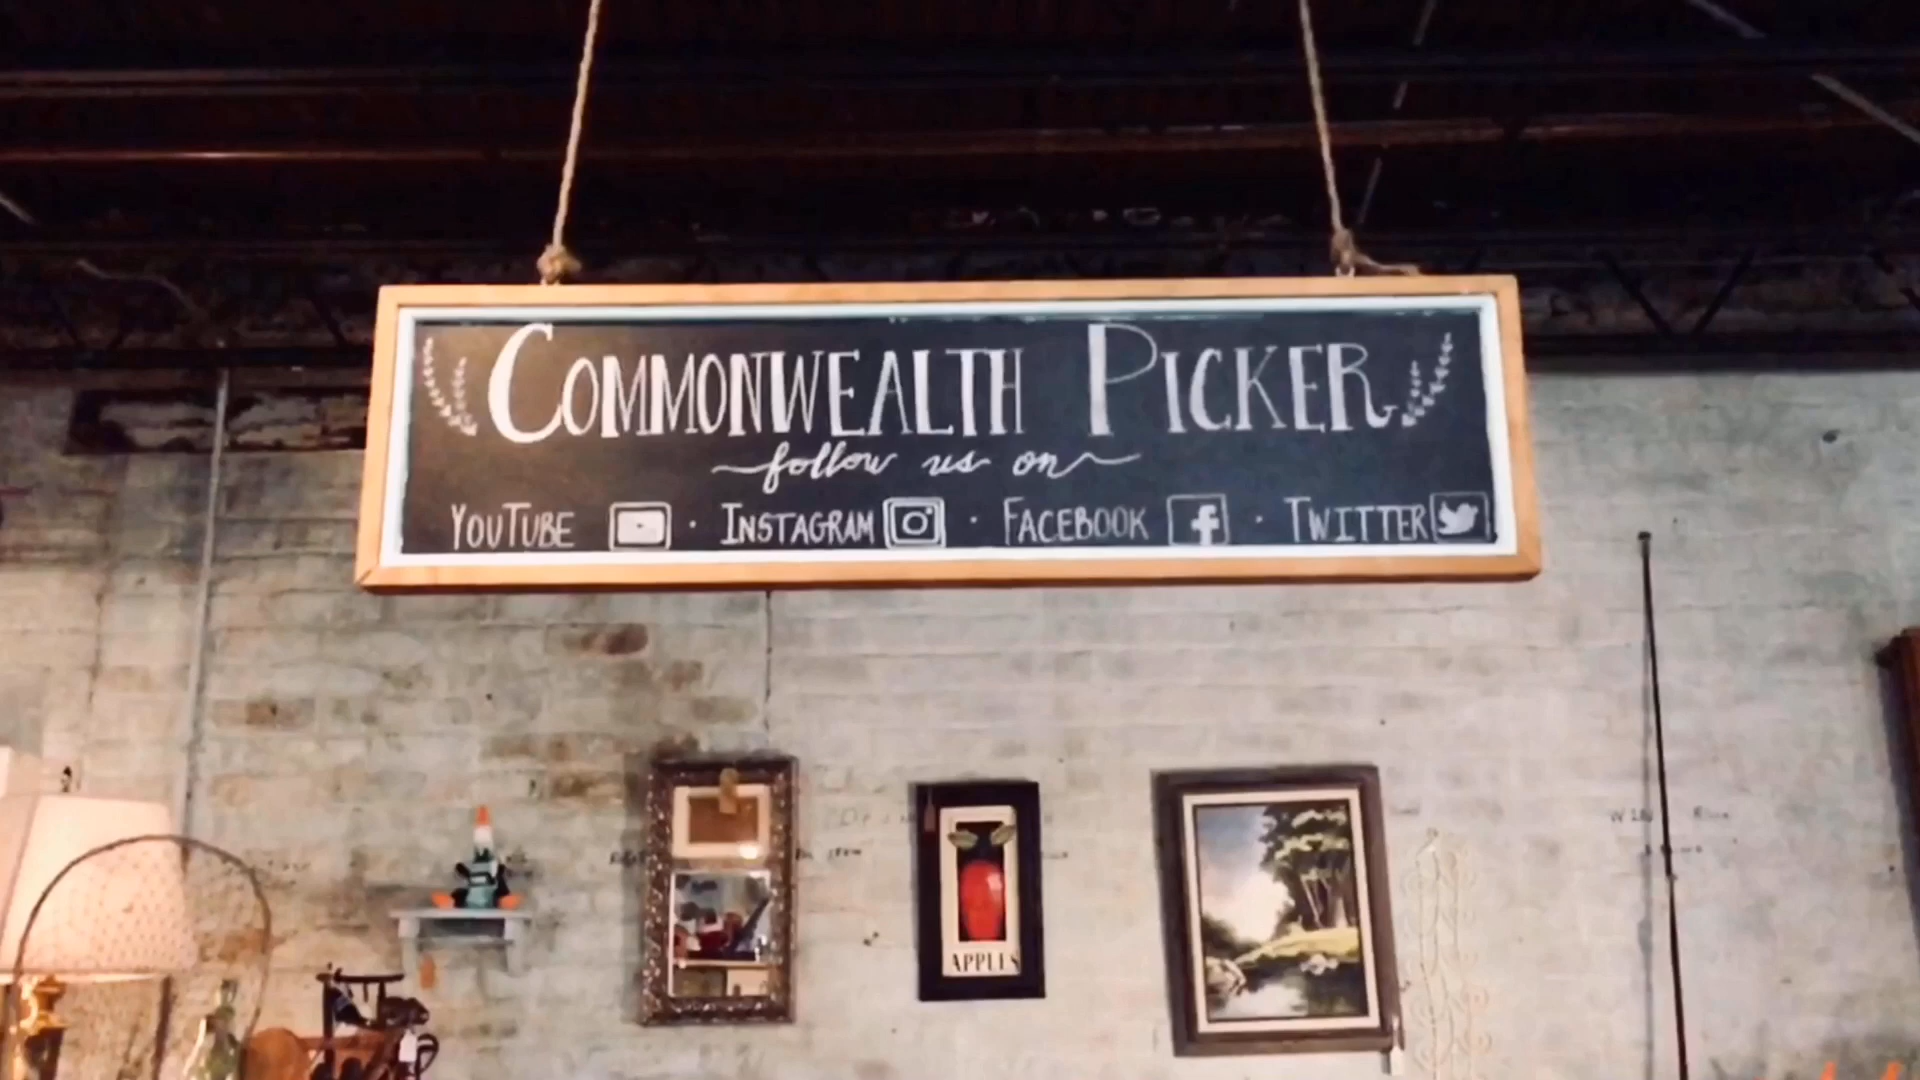 COMMONWEALTH PICKER
follow us on
YOUTUBE · INSTAGRAM · FACEBOOK · TWITTER
APPLES